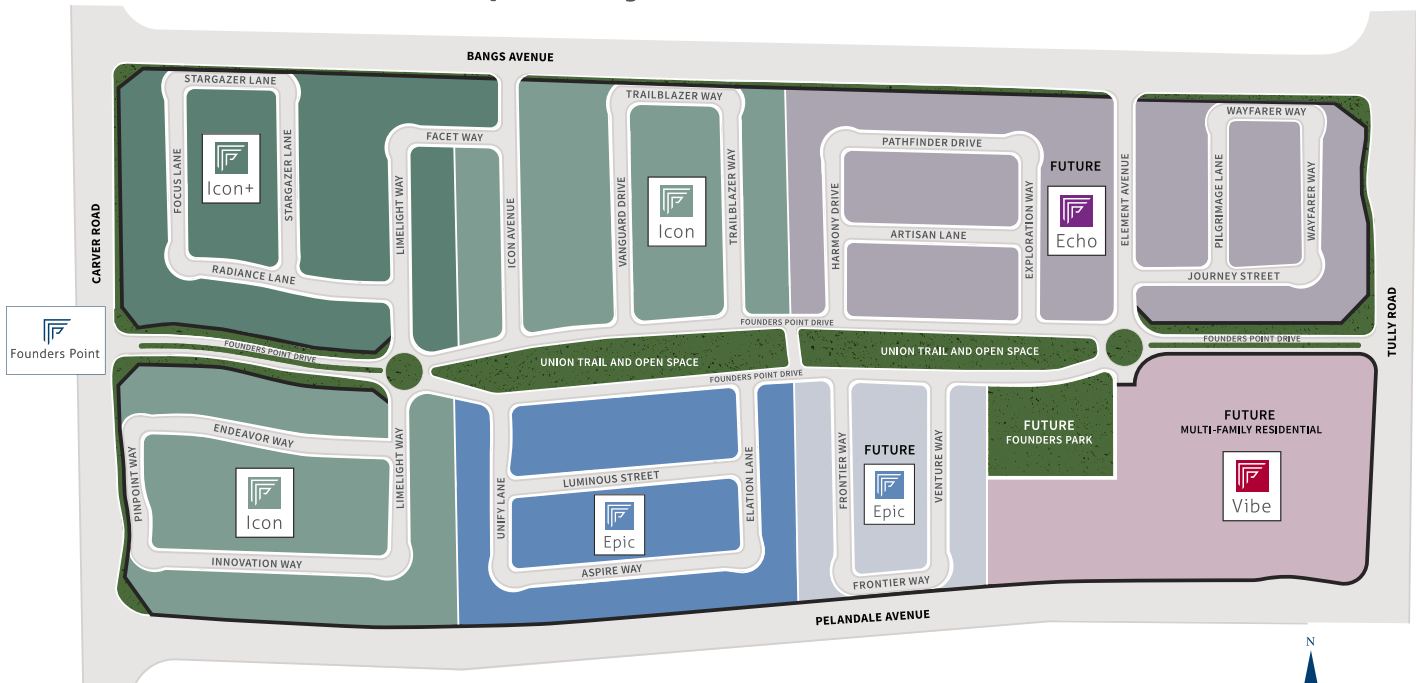 BANGS AVENUE
STARGAZER LANE
TRAILBLAZER WAY
WAYFARER WAY
FACET WAY
PATHFINDER DRIVE
FOCUS LANE
Icon+
STARGAZER LANE
LIMELIGHT WAY
ICON AVENUE
VANGUARD DRIVE
Icon
TRAILBLAZER WAY
HARMONY DRIVE
ARTISAN LANE
EXPLORATION WAY
FUTURE
Echo
ELEMENT AVENUE
PILGRIMAGE LANE
WAYFARER WAY
CARVER ROAD
RADIANCE LANE
JOURNEY STREET
TULLY ROAD
Founders Point
FOUNDERS POINT DRIVE
FOUNDERS POINT DRIVE
FOUNDERS POINT DRIVE
UNION TRAIL AND OPEN SPACE
UNION TRAIL AND OPEN SPACE
FOUNDERS POINT DRIVE
ENDEAVOR WAY
PINPOINT WAY
Icon
LIMELIGHT WAY
INNOVATION WAY
UNIFY LANE
LUMINOUS STREET
Epic
ELATION LANE
ASPIRE WAY
FRONTIER WAY
FUTURE
Epic
VENTURE WAY
FRONTIER WAY
FUTURE
FOUNDERS PARK
FUTURE
MULTI-FAMILY RESIDENTIAL
Vibe
PELANDALE AVENUE
N